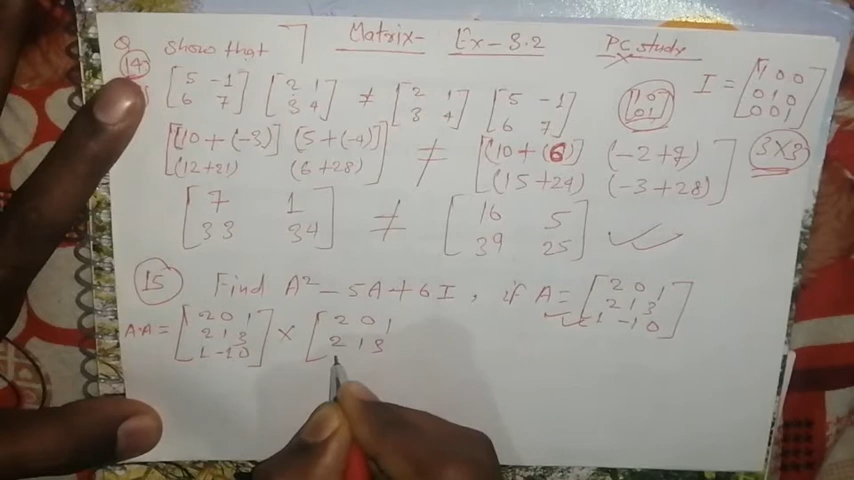 Matrix- Ex-3.2 PC study
Q Show that
14 [5 -1 [2 1 ≠ [2 1 [5 -1 [1 0 I = [1 0 0
6 7] 3 4] 3 4] 6 7] 0 1] 0 1 0
0 0 1]
[(10+(-3)] (5+(-4)] ≠ [(10+(6)] (-2+7) 3×3
(12+21) (6+28)] (15+24) (-3+28)]
[7 1 ≠ [16 5
33 34] 39 25]
15 Find A² - 5A + 6I, if A = [2 0 1
2 1 3
1 -1 0]
A·A = [2 0 1 × [2 0 1
2 1 3 2 1 3
1 -1 0]